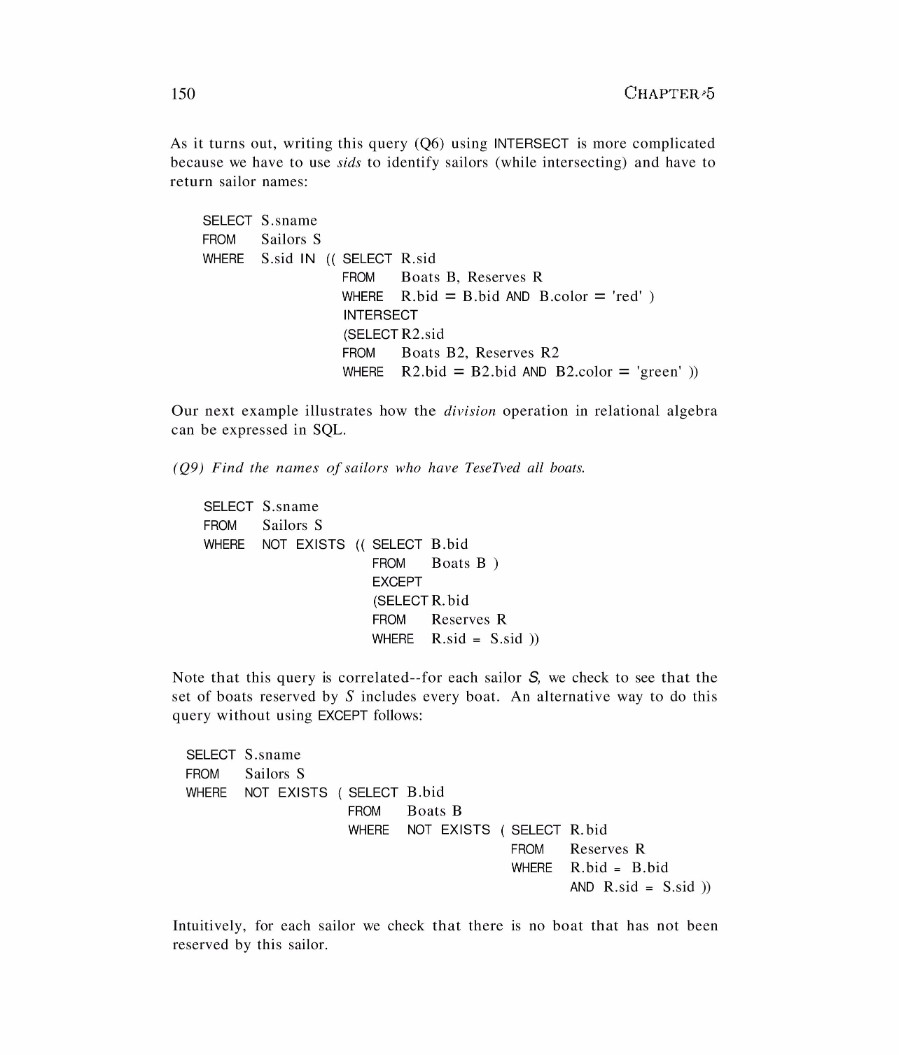 150 CHAPTER 5
As it turns out, writing this query (Q6) using INTERSECT is more complicated
because we have to use sids to identify sailors (while intersecting) and have to
return sailor names:
SELECT S.sname
FROM Sailors S
WHERE S.sid IN (( SELECT R.sid
FROM Boats B, Reserves R
WHERE R.bid = B.bid AND B.color = 'red' )
INTERSECT
(SELECT R2.sid
FROM Boats B2, Reserves R2
WHERE R2.bid = B2.bid AND B2.color = 'green' ))
Our next example illustrates how the division operation in relational algebra
can be expressed in SQL.
(Q9) Find the names of sailors who have TeseTved all boats.
SELECT S.sname
FROM Sailors S
WHERE NOT EXISTS (( SELECT B.bid
FROM Boats B )
EXCEPT
(SELECT R.bid
FROM Reserves R
WHERE R.sid = S.sid ))
Note that this query is correlated--for each sailor S, we check to see that the
set of boats reserved by S includes every boat. An alternative way to do this
query without using EXCEPT follows:
SELECT S.sname
FROM Sailors S
WHERE NOT EXISTS ( SELECT B.bid
FROM Boats B
WHERE NOT EXISTS ( SELECT R.bid
FROM Reserves R
WHERE R.bid = B.bid
AND R.sid = S.sid ))
Intuitively, for each sailor we check that there is no boat that has not been
reserved by this sailor.